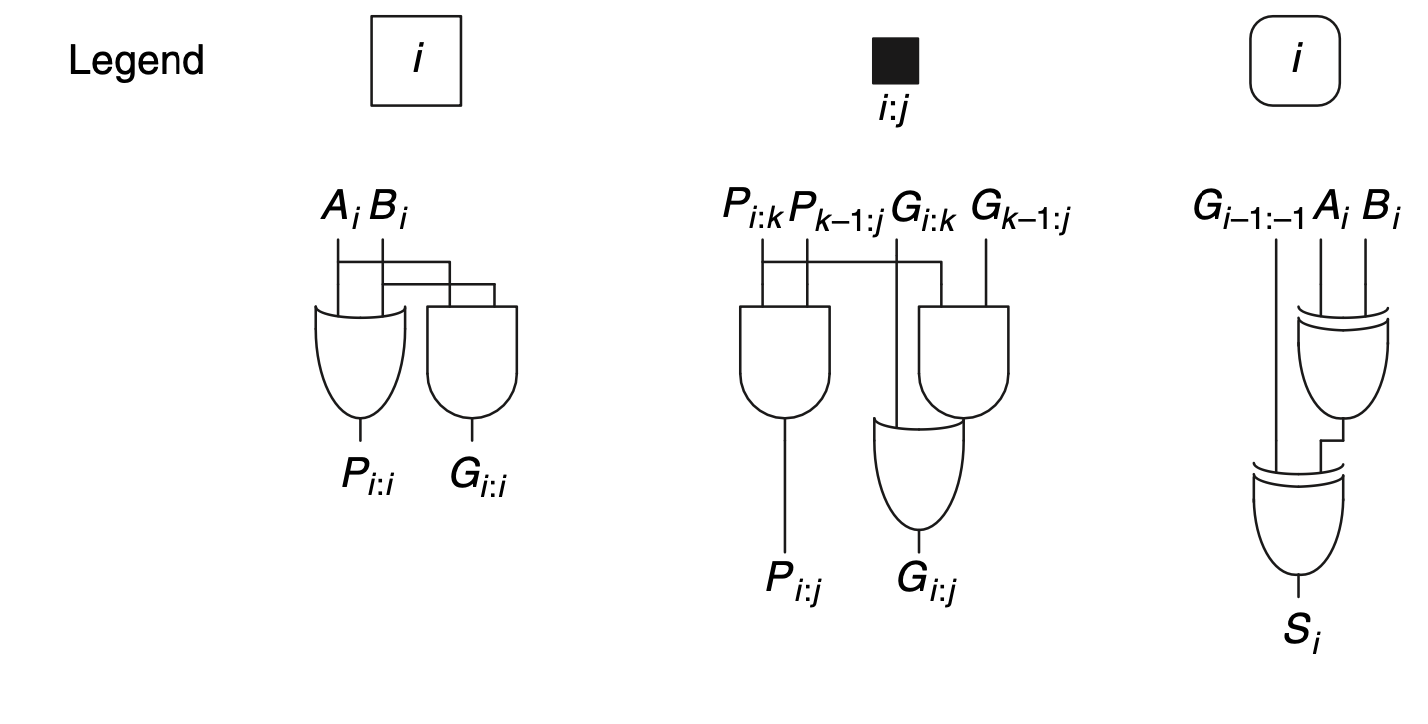 Legend i i
i:j
A_i B_i P_{i:k} P_{k–1:j} G_{i:k} G_{k–1:j} G_{i–1:–1} A_i B_i
P_{i:i} G_{i:i}
P_{i:j} G_{i:j}
S_i